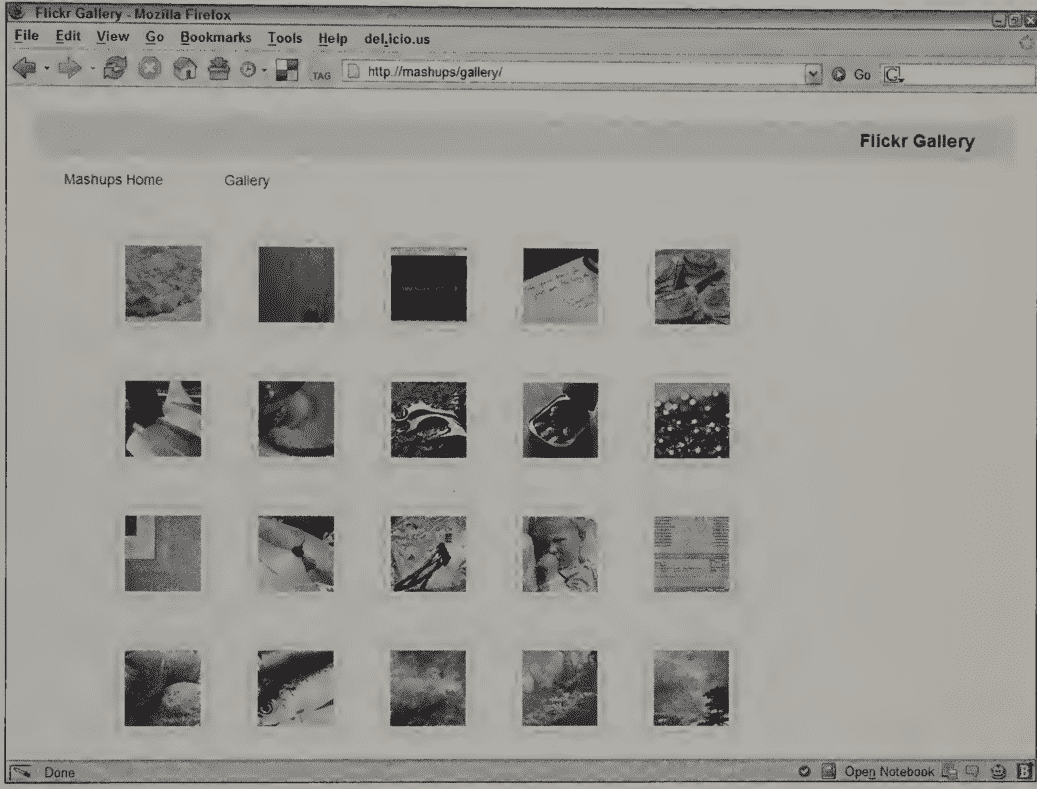 Flickr Gallery - Mozilla Firefox
File Edit View Go Bookmarks Tools Help del.icio.us
TAG http://mashups/gallery/ Go
Flickr Gallery
Mashups Home Gallery
Done Open Notebook